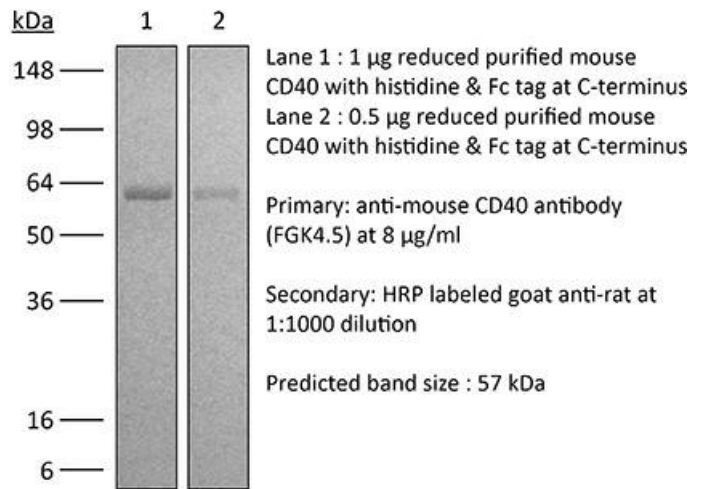 kDa
1 2
148
98
64
50
36
16
6
Lane 1 : 1 µg reduced purified mouse
CD40 with histidine & Fc tag at C-terminus
Lane 2 : 0.5 µg reduced purified mouse
CD40 with histidine & Fc tag at C-terminus
Primary: anti-mouse CD40 antibody
(FGK4.5) at 8 µg/ml
Secondary: HRP labeled goat anti-rat at
1:1000 dilution
Predicted band size : 57 kDa